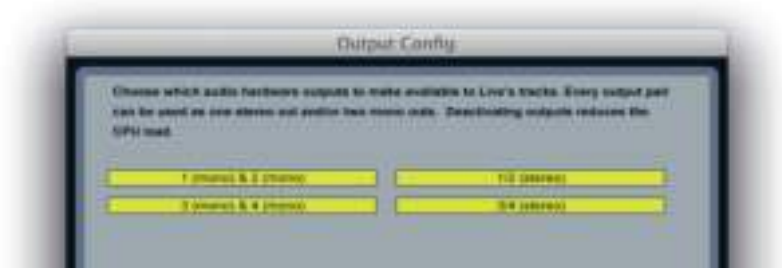 Output Config
Choose which audio hardware outputs to make available to Live's tracks. Every output pair
can be used as one stereo out and/or two mono outs. Deactivating outputs reduces the
CPU load.
1 (mono) & 2 (mono)
1/2 (stereo)
3 (mono) & 4 (mono)
3/4 (stereo)